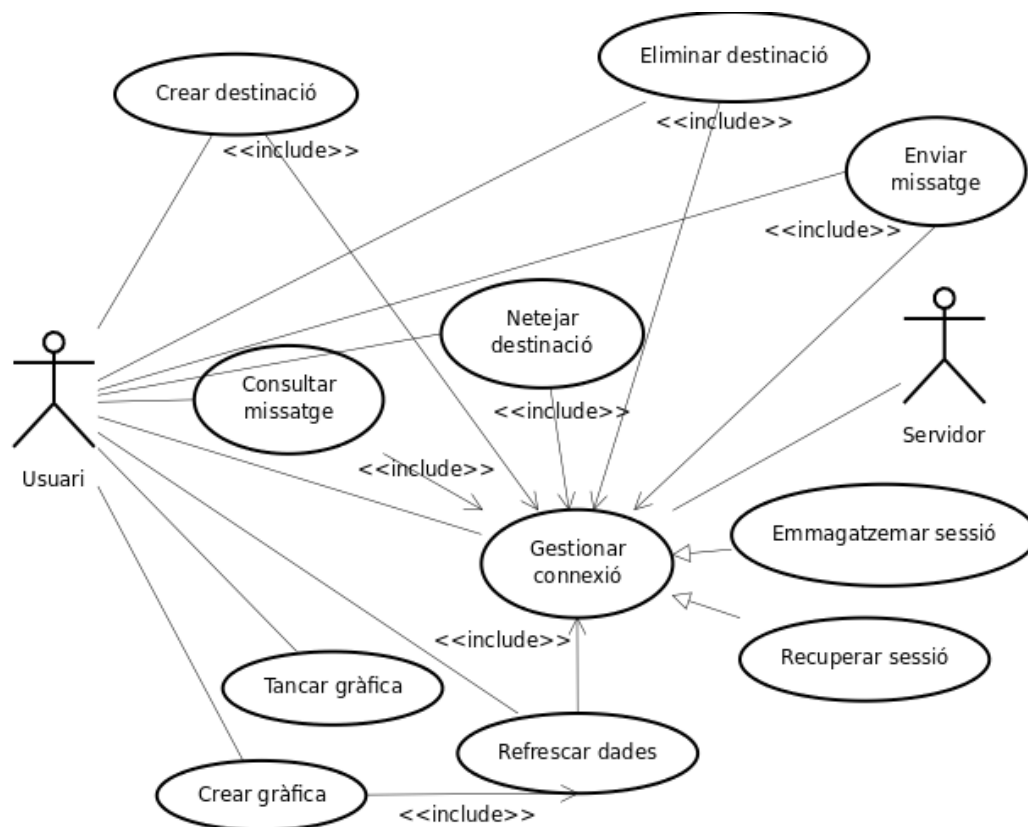 Eliminar destinació
Crear destinació
<<include>>
<<include>>
Enviar
missatge
<<include>>
Netejar
destinació
Consultar
missatge
<<include>>
Servidor
<<include>>
Usuari
Emmagatzemar sessió
Gestionar
connexió
<<include>>
Recuperar sessió
Tancar gràfica
Refrescar dades
Crear gràfica
<<include>>